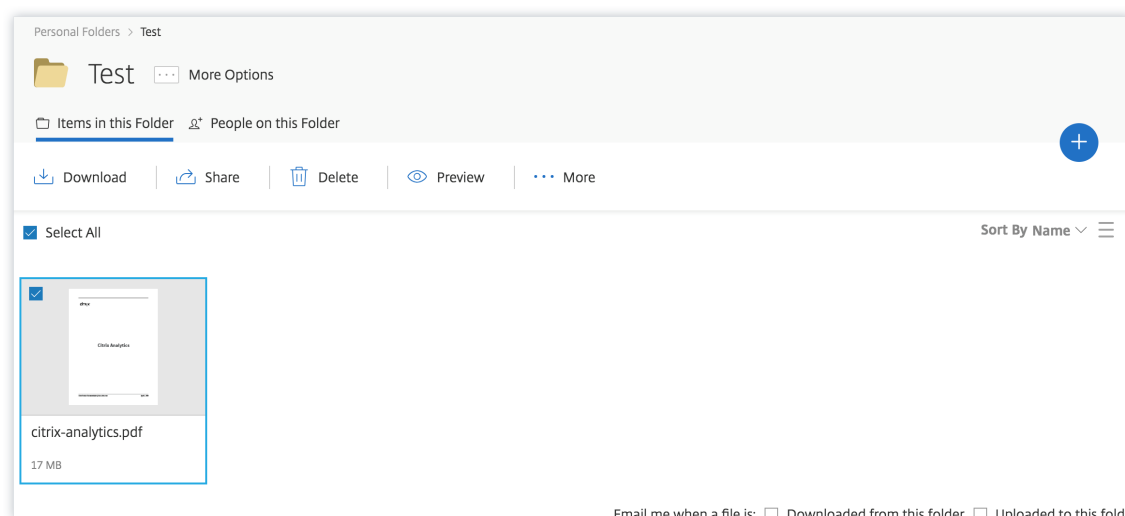 Personal Folders > Test
Test ··· More Options
Items in this Folder People on this Folder
Download Share Delete Preview ··· More
Select All Sort By Name
citrix
Citrix Analytics
citrix-analytics.pdf
17 MB
Email me when a file is: Downloaded from this folder Uploaded to this fold